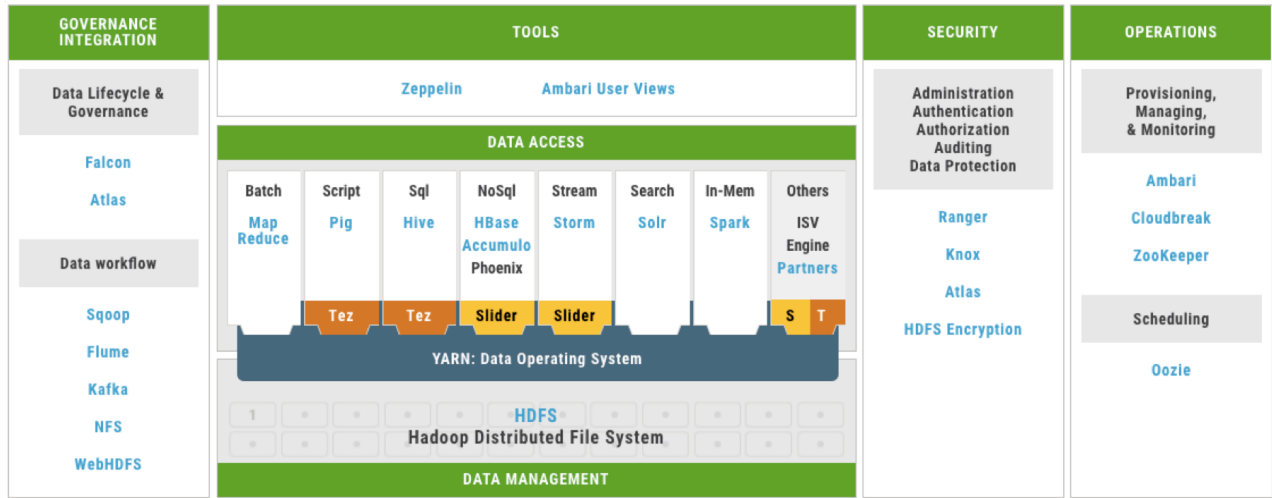 GOVERNANCE
INTEGRATION
Data Lifecycle &
Governance
Falcon
Atlas
Data workflow
Sqoop
Flume
Kafka
NFS
WebHDFS
TOOLS
Zeppelin
Ambari User Views
DATA ACCESS
Batch
Map
Reduce
Script
Pig
Tez
Sql
Hive
Tez
NoSql
HBase
Accumulo
Phoenix
Slider
Stream
Storm
Slider
Search
Solr
In-Mem
Spark
Others
ISV
Engine
Partners
S
T
YARN: Data Operating System
1
HDFS
Hadoop Distributed File System
DATA MANAGEMENT
SECURITY
Administration
Authentication
Authorization
Auditing
Data Protection
Ranger
Knox
Atlas
HDFS Encryption
OPERATIONS
Provisioning,
Managing,
& Monitoring
Ambari
Cloudbreak
ZooKeeper
Scheduling
Oozie